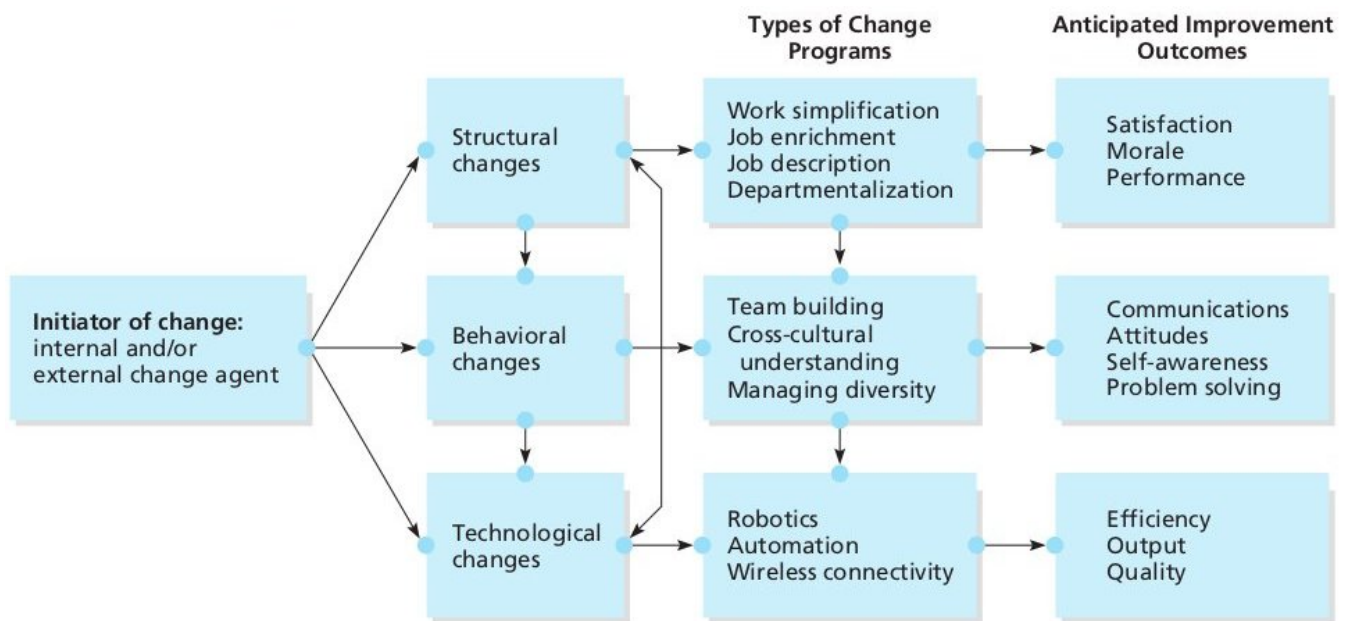 Types of Change
Programs
Anticipated Improvement
Outcomes
Structural
changes
Work simplification
Job enrichment
Job description
Departmentalization
Satisfaction
Morale
Performance
Initiator of change:
internal and/or
external change agent
Behavioral
changes
Team building
Cross-cultural
understanding
Managing diversity
Communications
Attitudes
Self-awareness
Problem solving
Technological
changes
Robotics
Automation
Wireless connectivity
Efficiency
Output
Quality